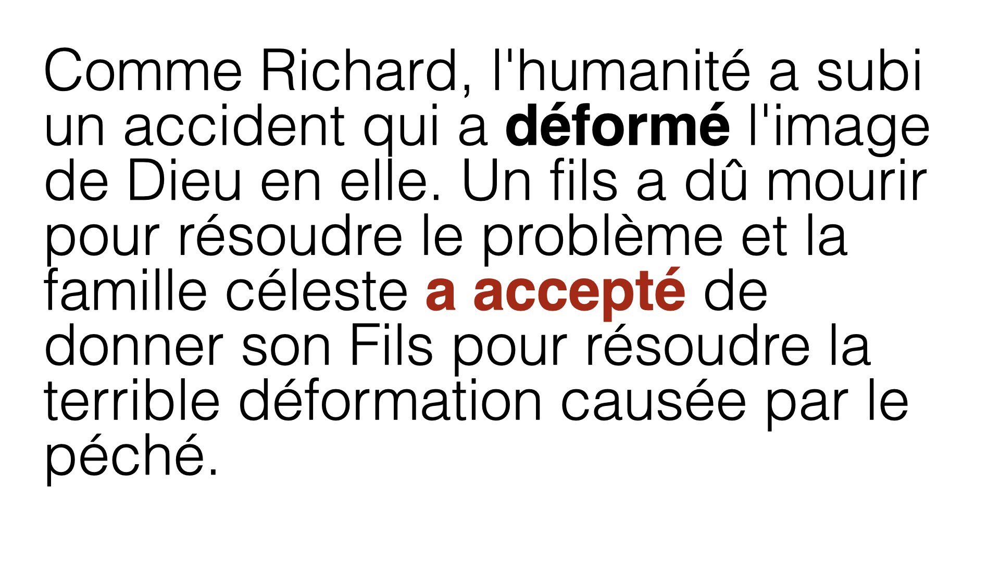 Comme Richard, l'humanité a subi
un accident qui a déformé l'image
de Dieu en elle. Un fils a dû mourir
pour résoudre le problème et la
famille céleste a accepté de
donner son Fils pour résoudre la
terrible déformation causée par le
péché.